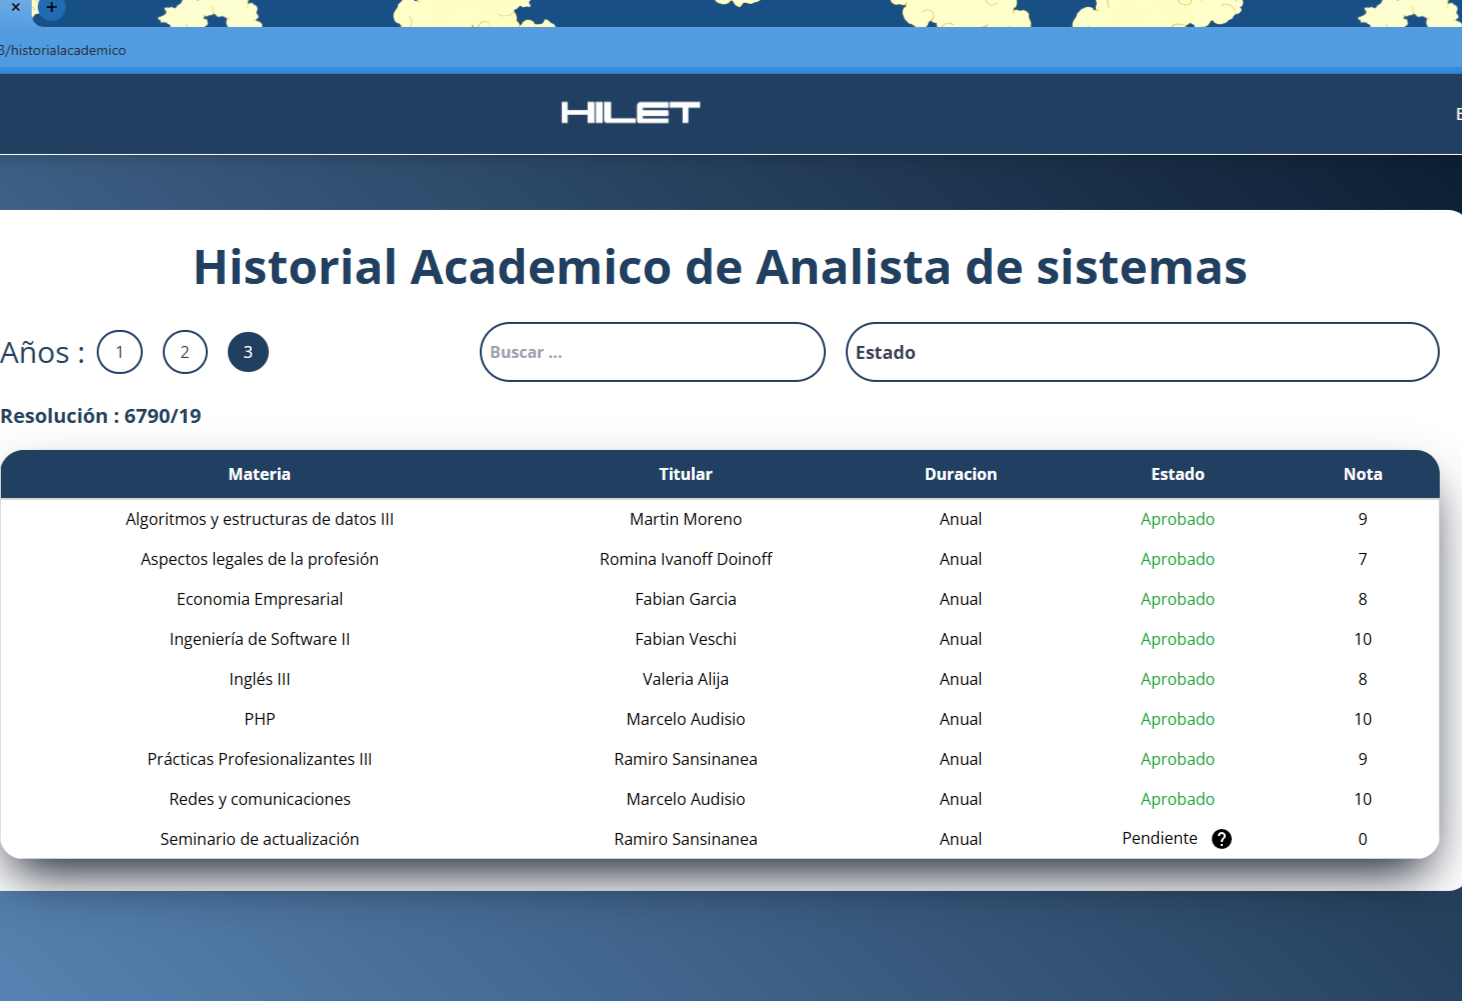 3/historialacademico
HILET
Historial Academico de Analista de sistemas
Años : 1 2 3 Buscar ... Estado
Resolución : 6790/19
Materia Titular Duracion Estado Nota
Algoritmos y estructuras de datos III Martin Moreno Anual Aprobado 9
Aspectos legales de la profesión Romina Ivanoff Doinoff Anual Aprobado 7
Economia Empresarial Fabian Garcia Anual Aprobado 8
Ingeniería de Software II Fabian Veschi Anual Aprobado 10
Inglés III Valeria Alija Anual Aprobado 8
PHP Marcelo Audisio Anual Aprobado 10
Prácticas Profesionalizantes III Ramiro Sansinanea Anual Aprobado 9
Redes y comunicaciones Marcelo Audisio Anual Aprobado 10
Seminario de actualización Ramiro Sansinanea Anual Pendiente ? 0